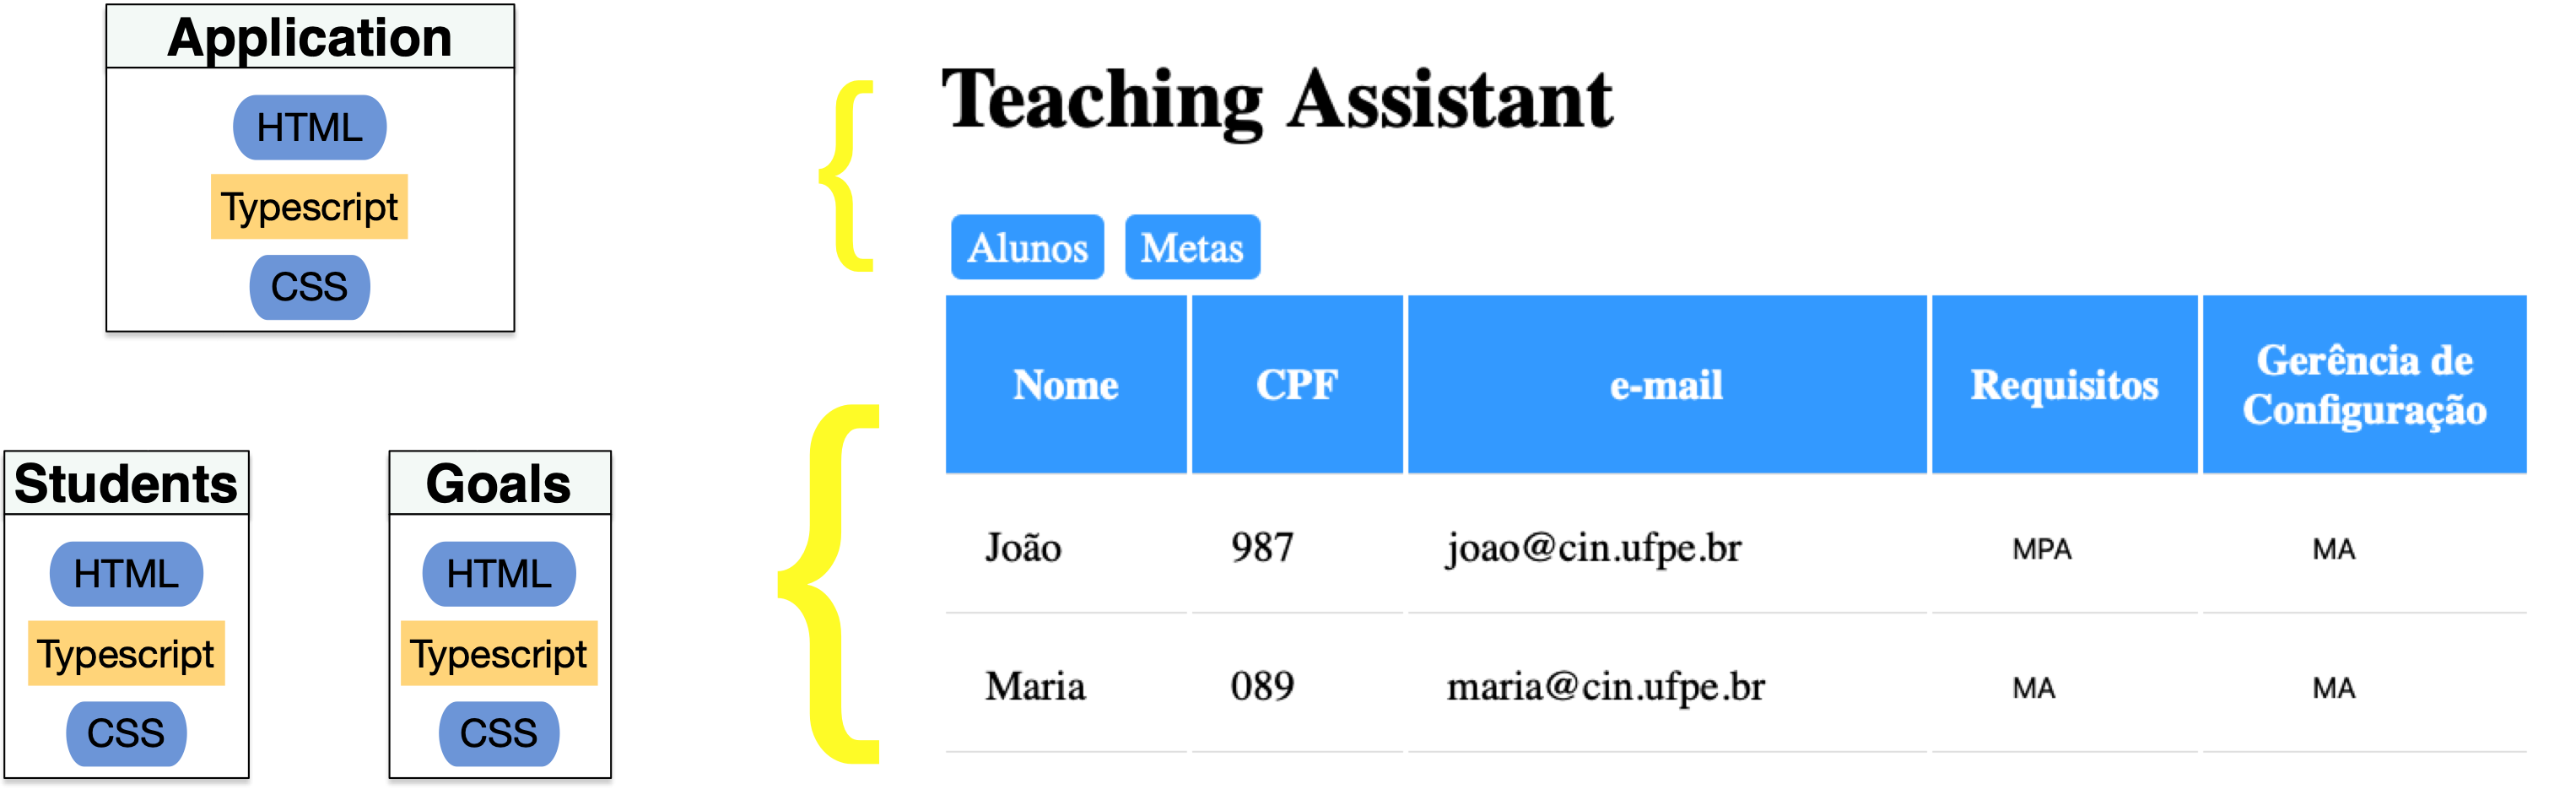 Application
HTML
Typescript
CSS
Students
HTML
Typescript
CSS
Goals
HTML
Typescript
CSS
Teaching Assistant
Alunos Metas
Nome CPF e-mail Requisitos Gerência de
Configuração
João 987 joao@cin.ufpe.br MPA MA
Maria 089 maria@cin.ufpe.br MA MA